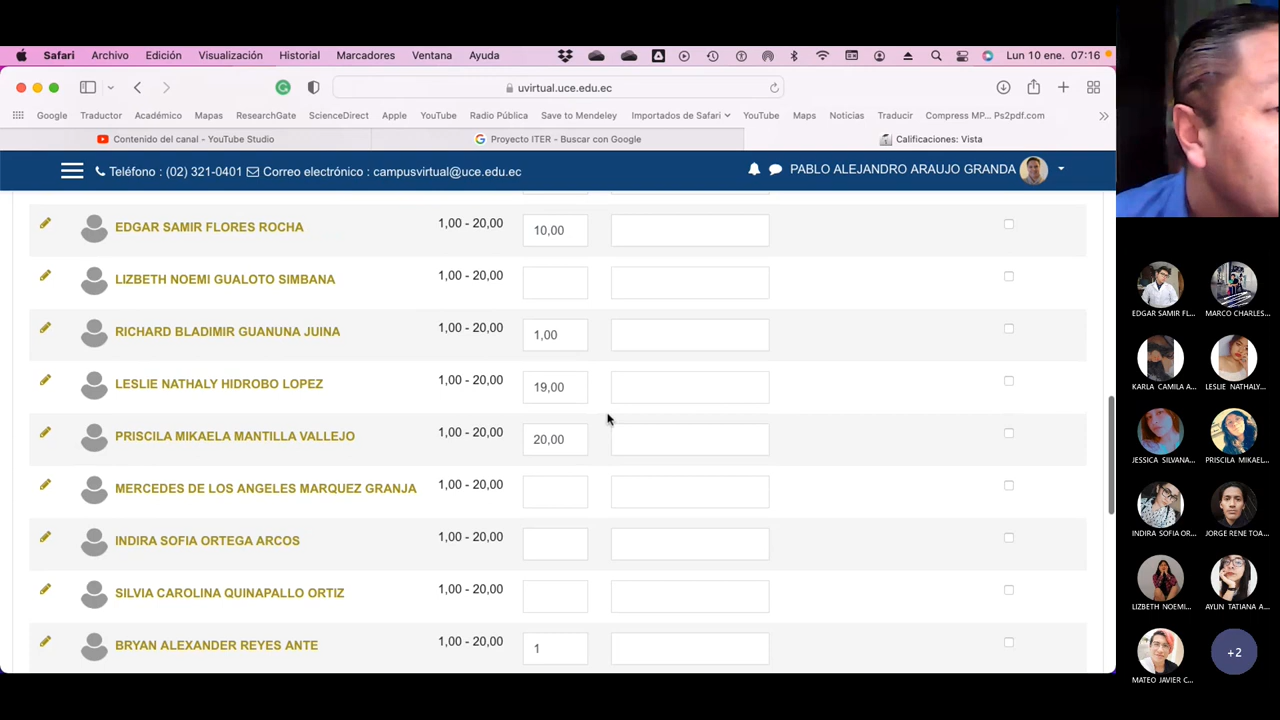 Safari Archivo Edición Visualización Historial Marcadores Ventana Ayuda Lun 10 ene. 07:16
uvirtual.uce.edu.ec
Google Traductor Académico Mapas ResearchGate ScienceDirect Apple YouTube Radio Pública Save to Mendeley Importados de Safari YouTube Maps Noticias Traducir Compress MP... Ps2pdf.com
Contenido del canal - YouTube Studio Proyecto ITER - Buscar con Google Calificaciones: Vista
Teléfono : (02) 321-0401 Correo electrónico : campusvirtual@uce.edu.ec PABLO ALEJANDRO ARAUJO GRANDA
EDGAR SAMIR FLORES ROCHA 1,00 - 20,00 10,00
LIZBETH NOEMI GUALOTO SIMBANA 1,00 - 20,00
RICHARD BLADIMIR GUANUNA JUINA 1,00 - 20,00 1,00
LESLIE NATHALY HIDROBO LOPEZ 1,00 - 20,00 19,00
PRISCILA MIKAELA MANTILLA VALLEJO 1,00 - 20,00 20,00
MERCEDES DE LOS ANGELES MARQUEZ GRANJA 1,00 - 20,00
INDIRA SOFIA ORTEGA ARCOS 1,00 - 20,00
SILVIA CAROLINA QUINAPALLO ORTIZ 1,00 - 20,00
BRYAN ALEXANDER REYES ANTE 1,00 - 20,00 1
EDGAR SAMIR FL... MARCO CHARLES...
KARLA CAMILA A... LESLIE NATHALY...
JESSICA SILVANA... PRISCILA MIKAEL...
INDIRA SOFIA OR... JORGE RENE TOA...
LIZBETH NOEMI... AYLIN TATIANA A...
MATEO JAVIER C... +2